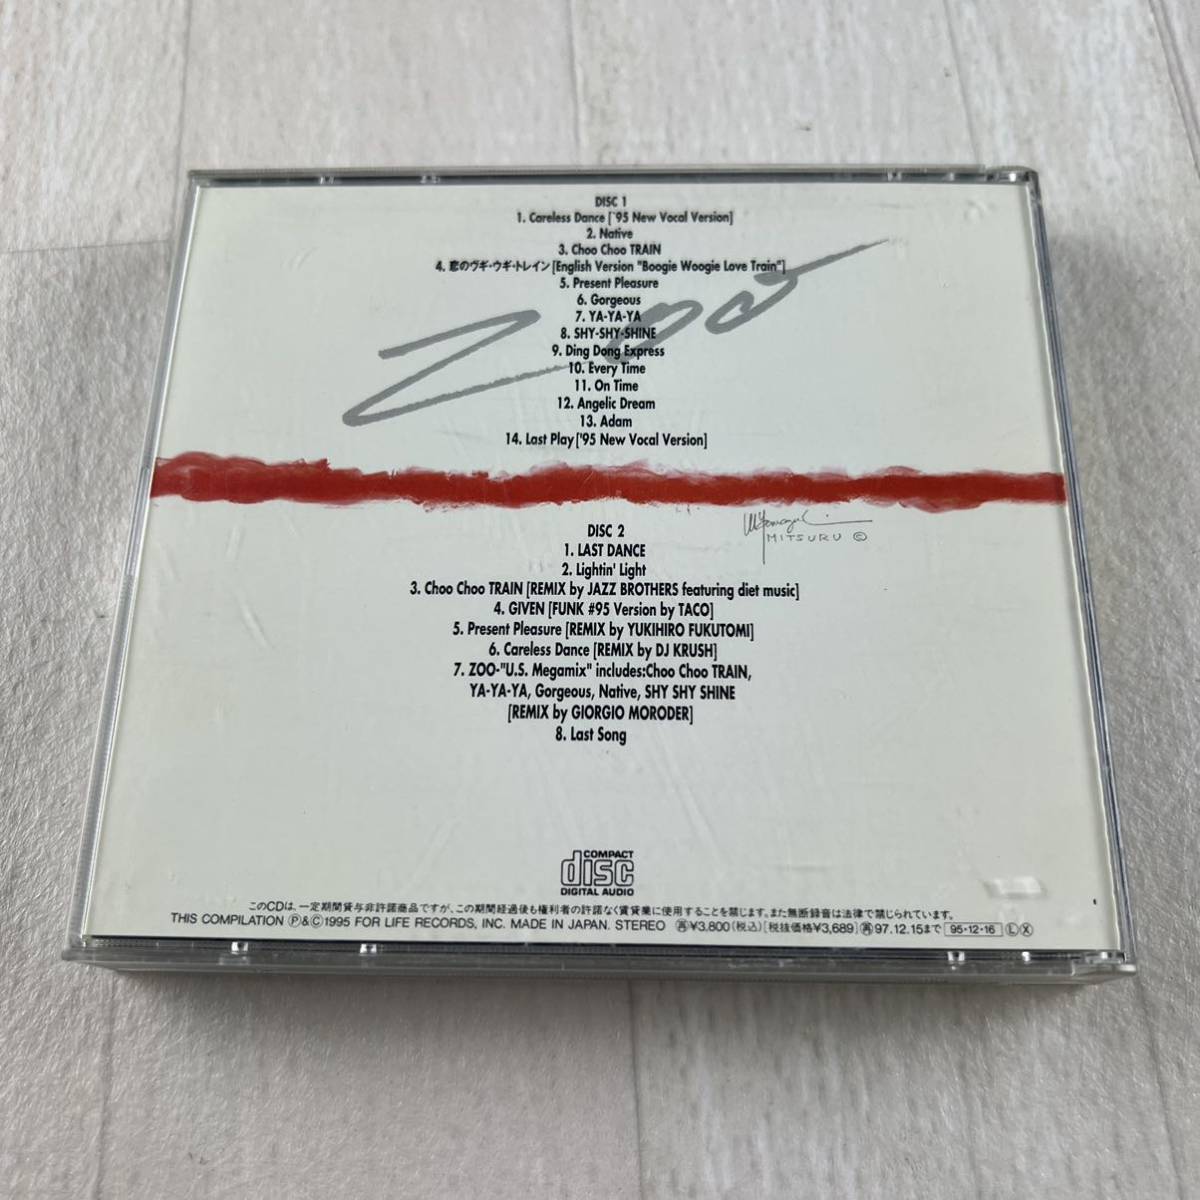 DISC 1
1. Careless Dance ['95 New Vocal Version]
2. Native
3. Choo Choo TRAIN
4. 恋のヴギ・ウギ・トレイン [English Version "Boogie Woogie Love Train"]
5. Present Pleasure
6. Gorgeous
7. YA-YA-YA
8. SHY-SHY-SHINE
9. Ding Dong Express
10. Every Time
11. On Time
12. Angelic Dream
13. Adam
14. Last Play ['95 New Vocal Version]
Zoo
DISC 2
1. LAST DANCE
2. Lightin' Light
3. Choo Choo TRAIN [REMIX by JAZZ BROTHERS featuring diet music]
4. GIVEN [FUNK #95 Version by TACO]
5. Present Pleasure [REMIX by YUKIHIRO FUKUTOMI]
6. Careless Dance [REMIX by DJ KRUSH]
7. ZOO-"U.S. Megamix" includes:Choo Choo TRAIN,
YA-YA-YA, Gorgeous, Native, SHY SHY SHINE
[REMIX by GIORGIO MORODER]
8. Last Song
MITSURU ©
COMPACT
disc
DIGITAL AUDIO
このCDは、一定期間貸与非許諾商品ですが、この期間経過後も権利者の許諾なく賃貸業に使用することを禁じます。また無断録音は法律で禁じられています。
THIS COMPILATION Ⓟ&Ⓒ1995 FOR LIFE RECORDS, INC. MADE IN JAPAN. STEREO ㊢¥3,800(税込)[税抜価格¥3,689]㊢97.12.15まで 95・12・16 Ⓛ Ⓧ